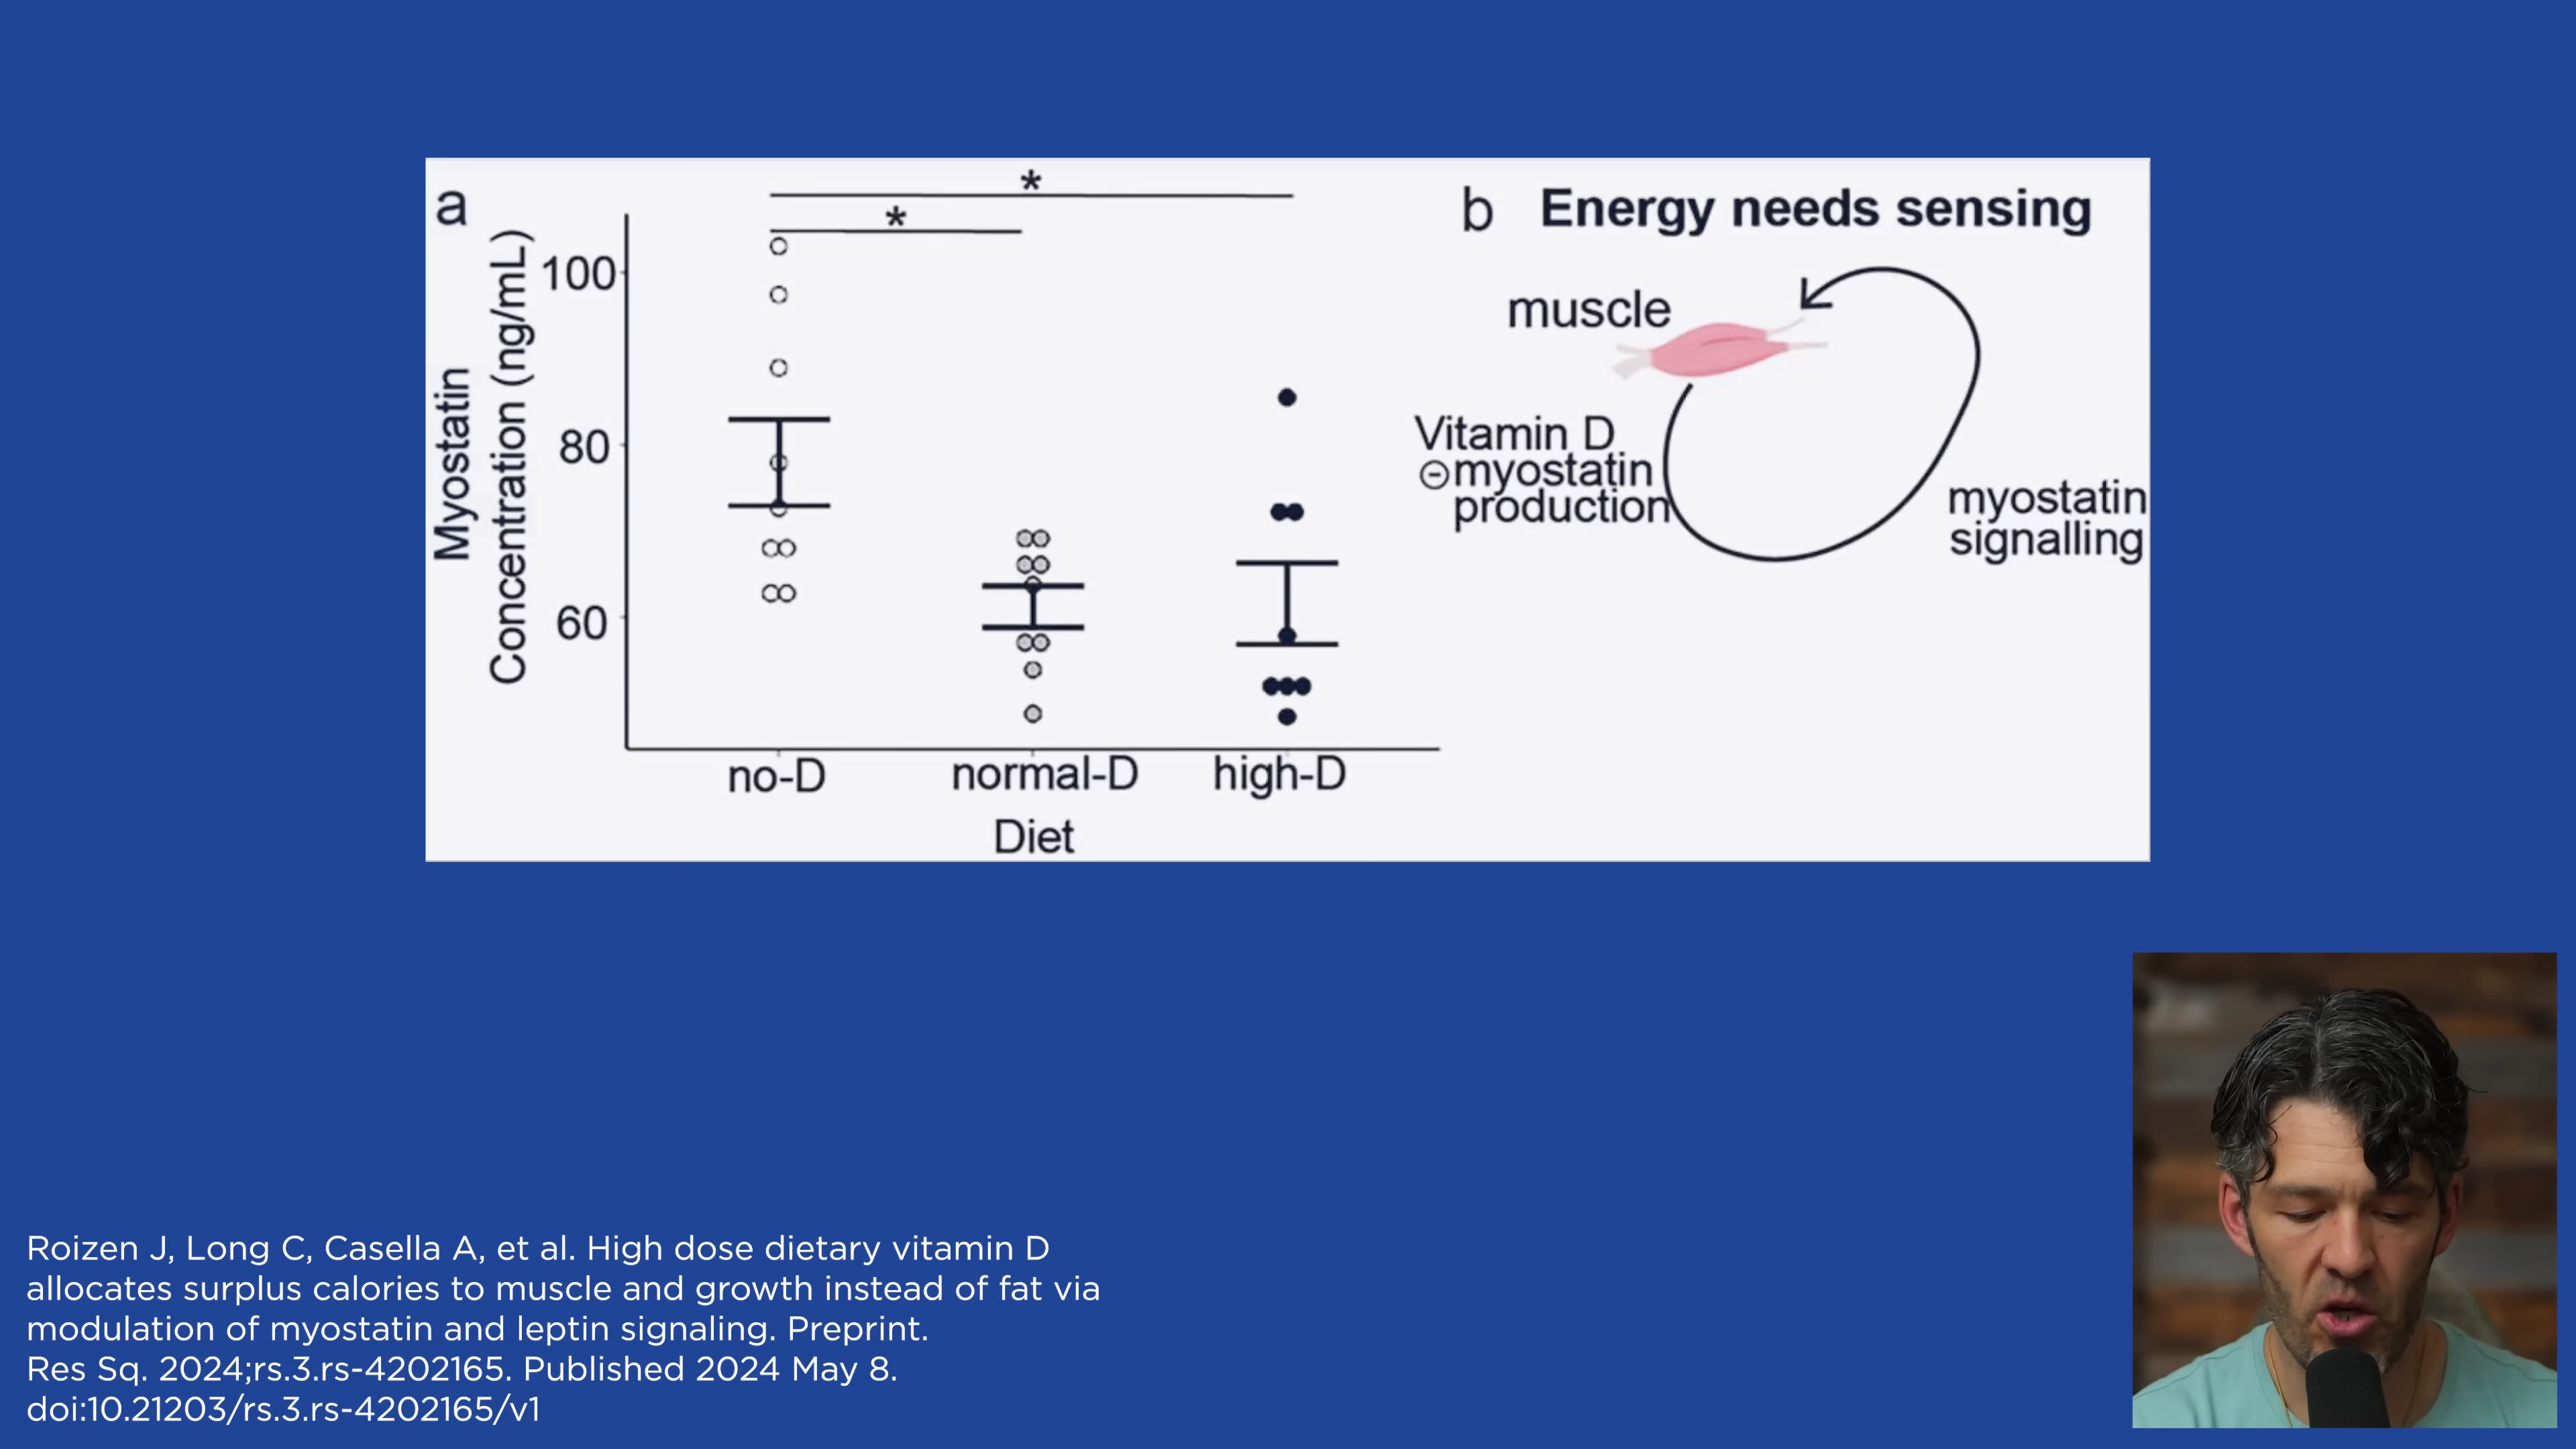 a
*
*
Myostatin
Concentration (ng/mL)
100
80
60
no-D
normal-D
high-D
Diet
b
Energy needs sensing
muscle
Vitamin D
⊖myostatin
production
myostatin
signalling
Roizen J, Long C, Casella A, et al. High dose dietary vitamin D
allocates surplus calories to muscle and growth instead of fat via
modulation of myostatin and leptin signaling. Preprint.
Res Sq. 2024;rs.3.rs-4202165. Published 2024 May 8.
doi:10.21203/rs.3.rs-4202165/v1